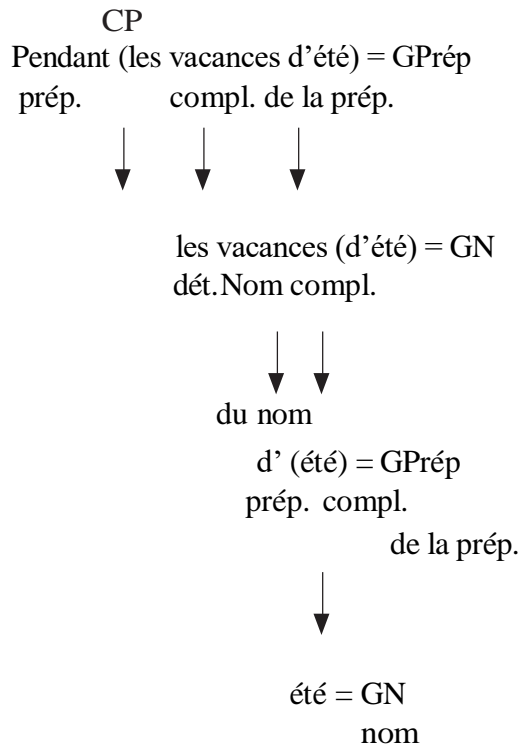 CP
Pendant (les vacances d’été) = GPrép
prép. compl. de la prép.
les vacances (d’été) = GN
dét. Nom compl.
du nom
d’ (été) = GPrép
prép. compl.
de la prép.
été = GN
nom